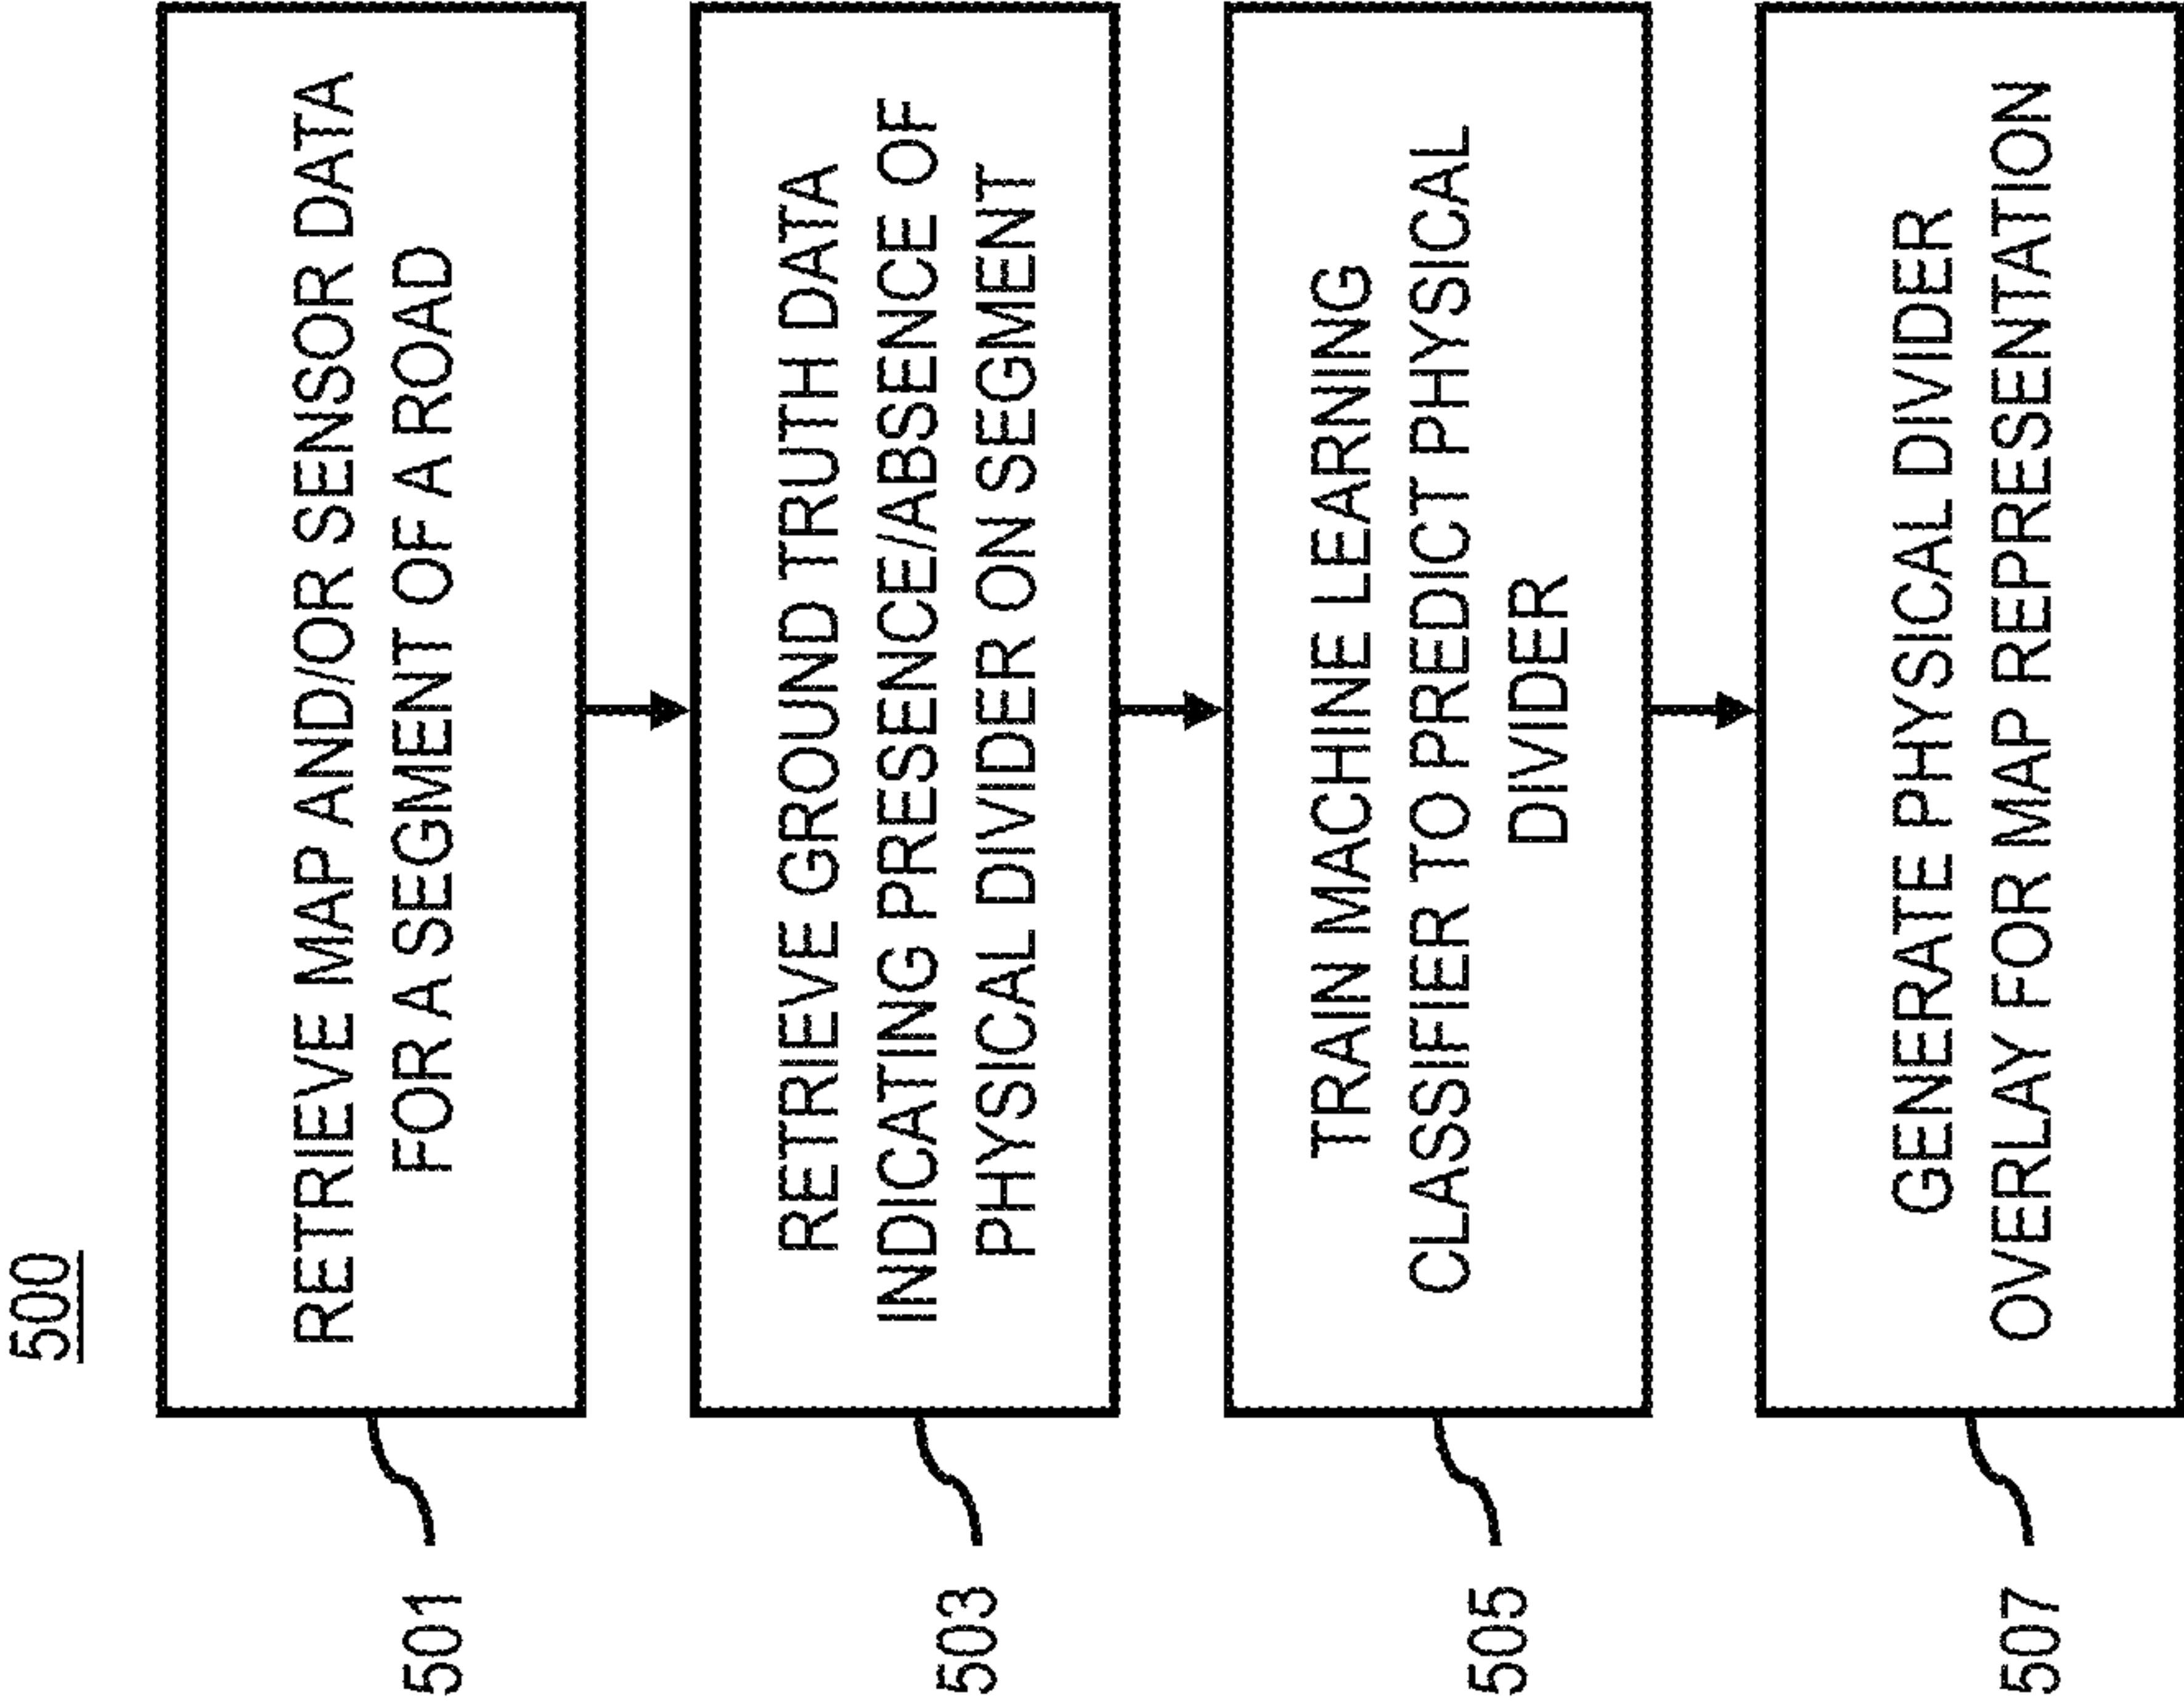 500
RETRIEVE MAP AND/OR SENSOR DATA
FOR A SEGMENT OF A ROAD
501
RETRIEVE GROUND TRUTH DATA
INDICATING PRESENCE/ABSENCE OF
PHYSICAL DIVIDER ON SEGMENT
503
TRAIN MACHINE LEARNING
CLASSIFIER TO PREDICT PHYSICAL
DIVIDER
505
GENERATE PHYSICAL DIVIDER
OVERLAY FOR MAP REPRESENTATION
507